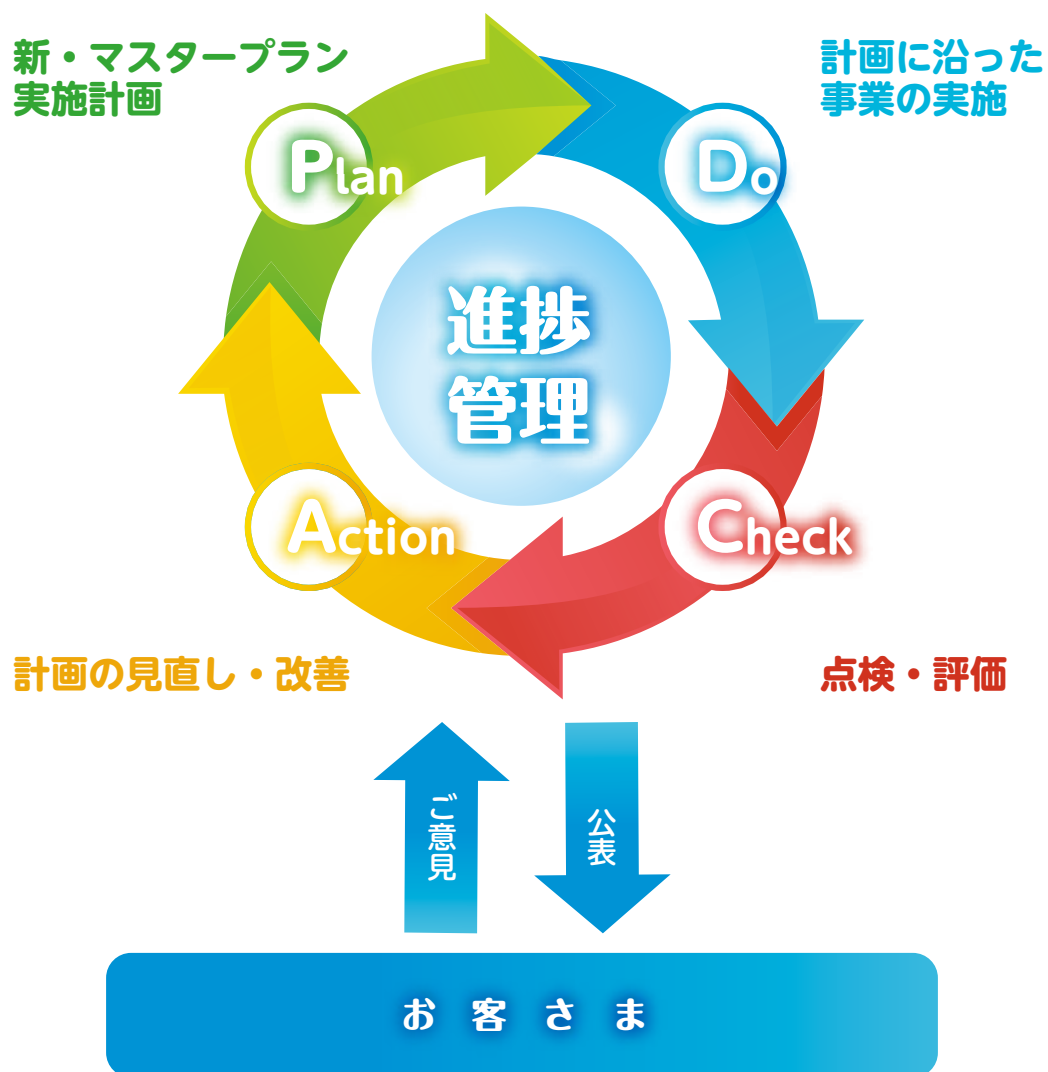 新・マスタープラン
実施計画
計画に沿った
事業の実施
Plan
Do
進捗
管理
Action
Check
計画の見直し・改善
点検・評価
ご意見
公表
お客さま